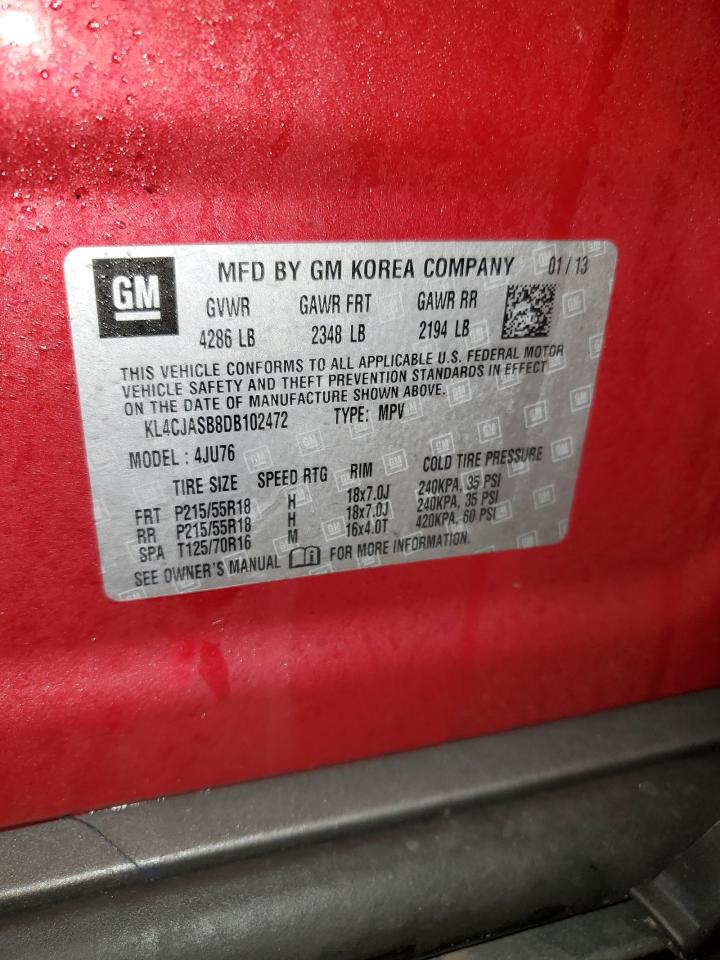 GM
MFD BY GM KOREA COMPANY 01/13
GVWR GAWR FRT GAWR RR
4286 LB 2348 LB 2194 LB
THIS VEHICLE CONFORMS TO ALL APPLICABLE U.S. FEDERAL MOTOR
VEHICLE SAFETY AND THEFT PREVENTION STANDARDS IN EFFECT
ON THE DATE OF MANUFACTURE SHOWN ABOVE.
KL4CJASB8DB102472 TYPE: MPV
MODEL : 4JU76
TIRE SIZE SPEED RTG RIM COLD TIRE PRESSURE
FRT P215/55R18 H 18x7.0J 240KPA, 35 PSI
RR P215/55R18 H 18x7.0J 240KPA, 35 PSI
SPA T125/70R16 M 16x4.0T 420KPA, 60 PSI
SEE OWNER'S MANUAL FOR MORE INFORMATION.